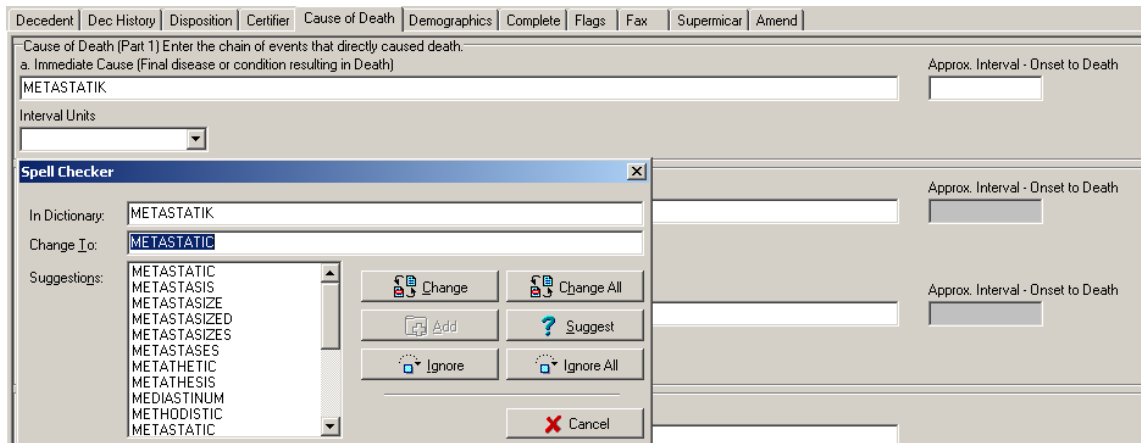 Decedent Dec History Disposition Certifier Cause of Death Demographics Complete Flags Fax Supermicar Amend
Cause of Death (Part 1) Enter the chain of events that directly caused death.
a. Immediate Cause (Final disease or condition resulting in Death)
Approx. Interval - Onset to Death
METASTATIK
Interval Units
Spell Checker
Approx. Interval - Onset to Death
In Dictionary: METASTATIK
Change To: METASTATIC
Suggestions:
METASTATIC
METASTASIS
METASTASIZE
METASTASIZED
METASTASIZES
METASTASES
METATHETIC
METATHESIS
MEDIASTINUM
METHODISTIC
METASTATIC
Change Change All
Add Suggest
Ignore Ignore All
Cancel
Approx. Interval - Onset to Death